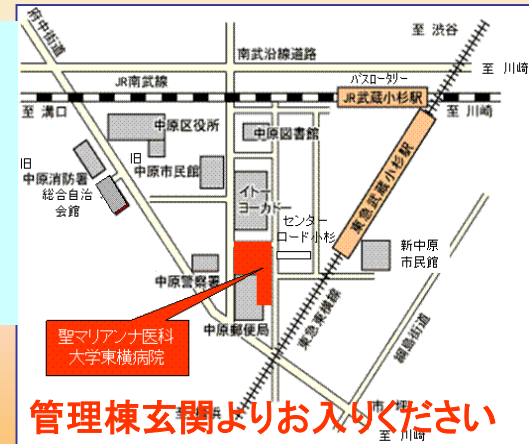 府中街道
至 渋谷
南武沿線道路
至 川崎
JR南武線
バスロータリー
JR武蔵小杉駅
至 溝口
至 川崎
中原区役所
中原図書館
旧
中原消防署
旧
中原市民館
総合自治
会館
イトー
ヨーカドー
東急武蔵小杉駅
センター
ロード小杉
新中原
市民館
中原警察署
中原郵便局
東急東横線
綱島街道
聖マリアンナ医科
大学東横病院
管理棟玄関よりお入りください
至 川崎